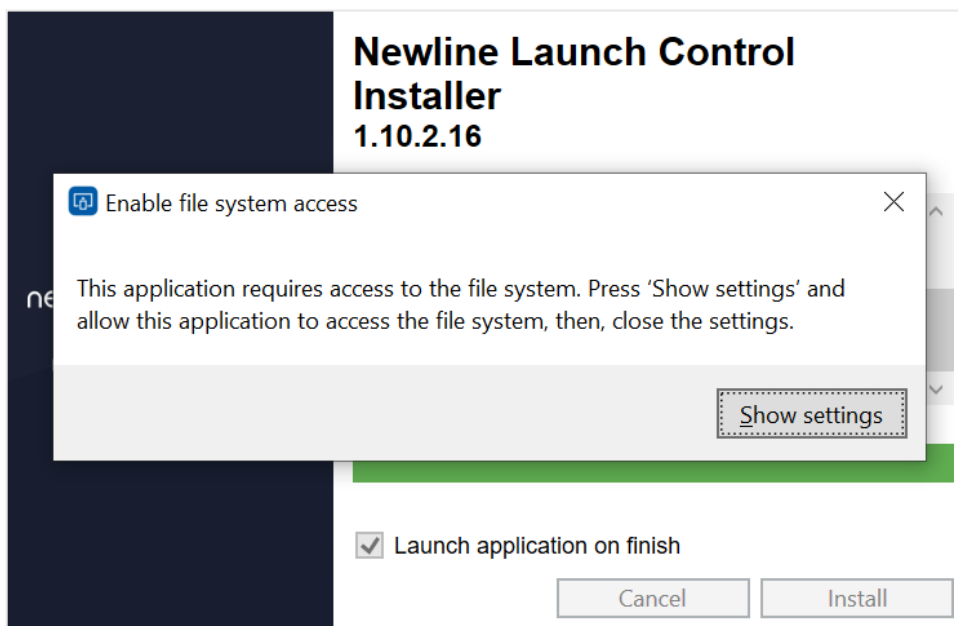 Newline Launch Control
Installer
1.10.2.16
Enable file system access
This application requires access to the file system. Press ‘Show settings’ and
allow this application to access the file system, then, close the settings.
Show settings
Launch application on finish
Cancel
Install